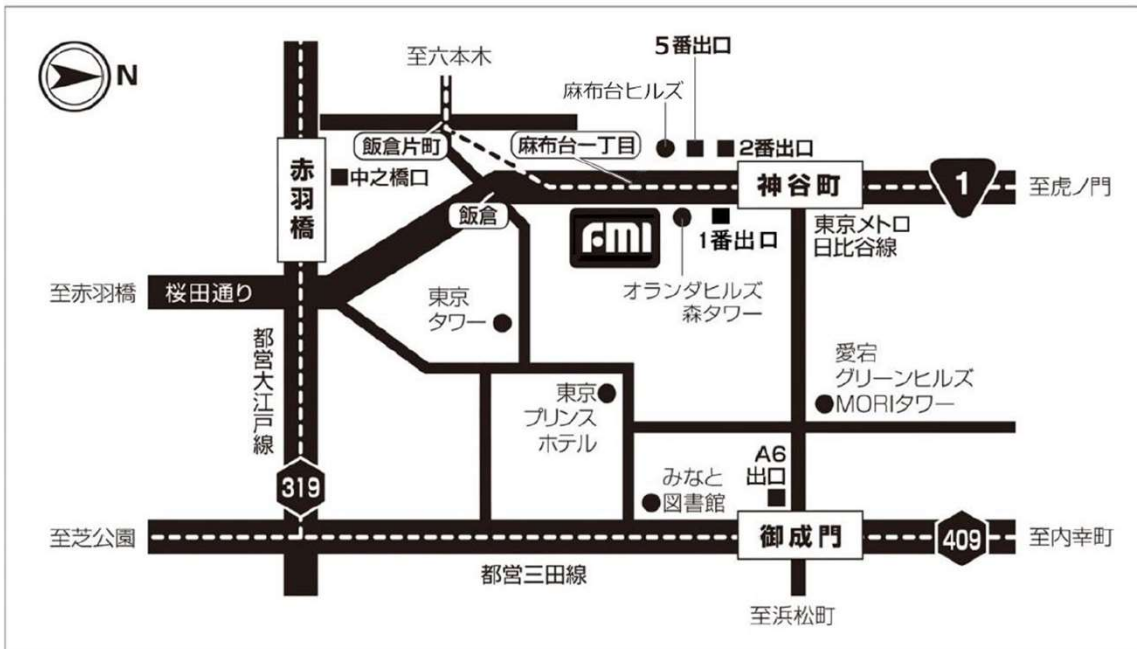 N
至六本木
5番出口
麻布台ヒルズ
飯倉片町
麻布台一丁目
2番出口
赤羽橋
中之橋口
神谷町
1
至虎ノ門
飯倉
FMI
1番出口
東京メトロ
日比谷線
至赤羽橋
桜田通り
東京
タワー
オランダヒルズ
森タワー
都営大江戸線
愛宕
グリーンヒルズ
MORIタワー
東京
プリンス
ホテル
A6
出口
319
みなと
図書館
至芝公園
御成門
409
至内幸町
都営三田線
至浜松町